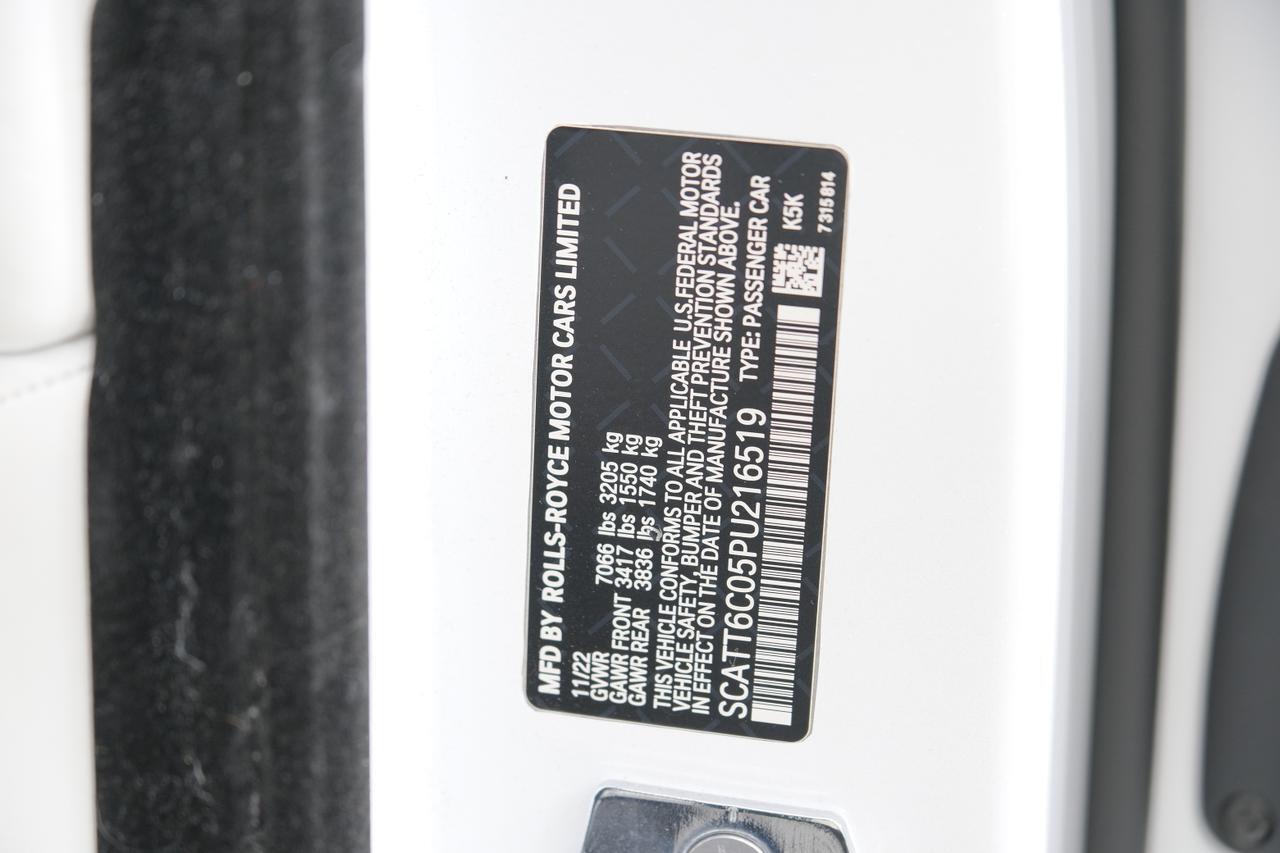 MFD BY ROLLS-ROYCE MOTOR CARS LIMITED
11/22
GVWR 7066 lbs 3205 kg
GAWR FRONT 3417 lbs 1550 kg
GAWR REAR 3836 lbs 1740 kg
THIS VEHICLE CONFORMS TO ALL APPLICABLE U.S.FEDERAL MOTOR
VEHICLE SAFETY, BUMPER AND THEFT PREVENTION STANDARDS
IN EFFECT ON THE DATE OF MANUFACTURE SHOWN ABOVE.
SCATT6C05PU216519 TYPE: PASSENGER CAR
K5K
7315814